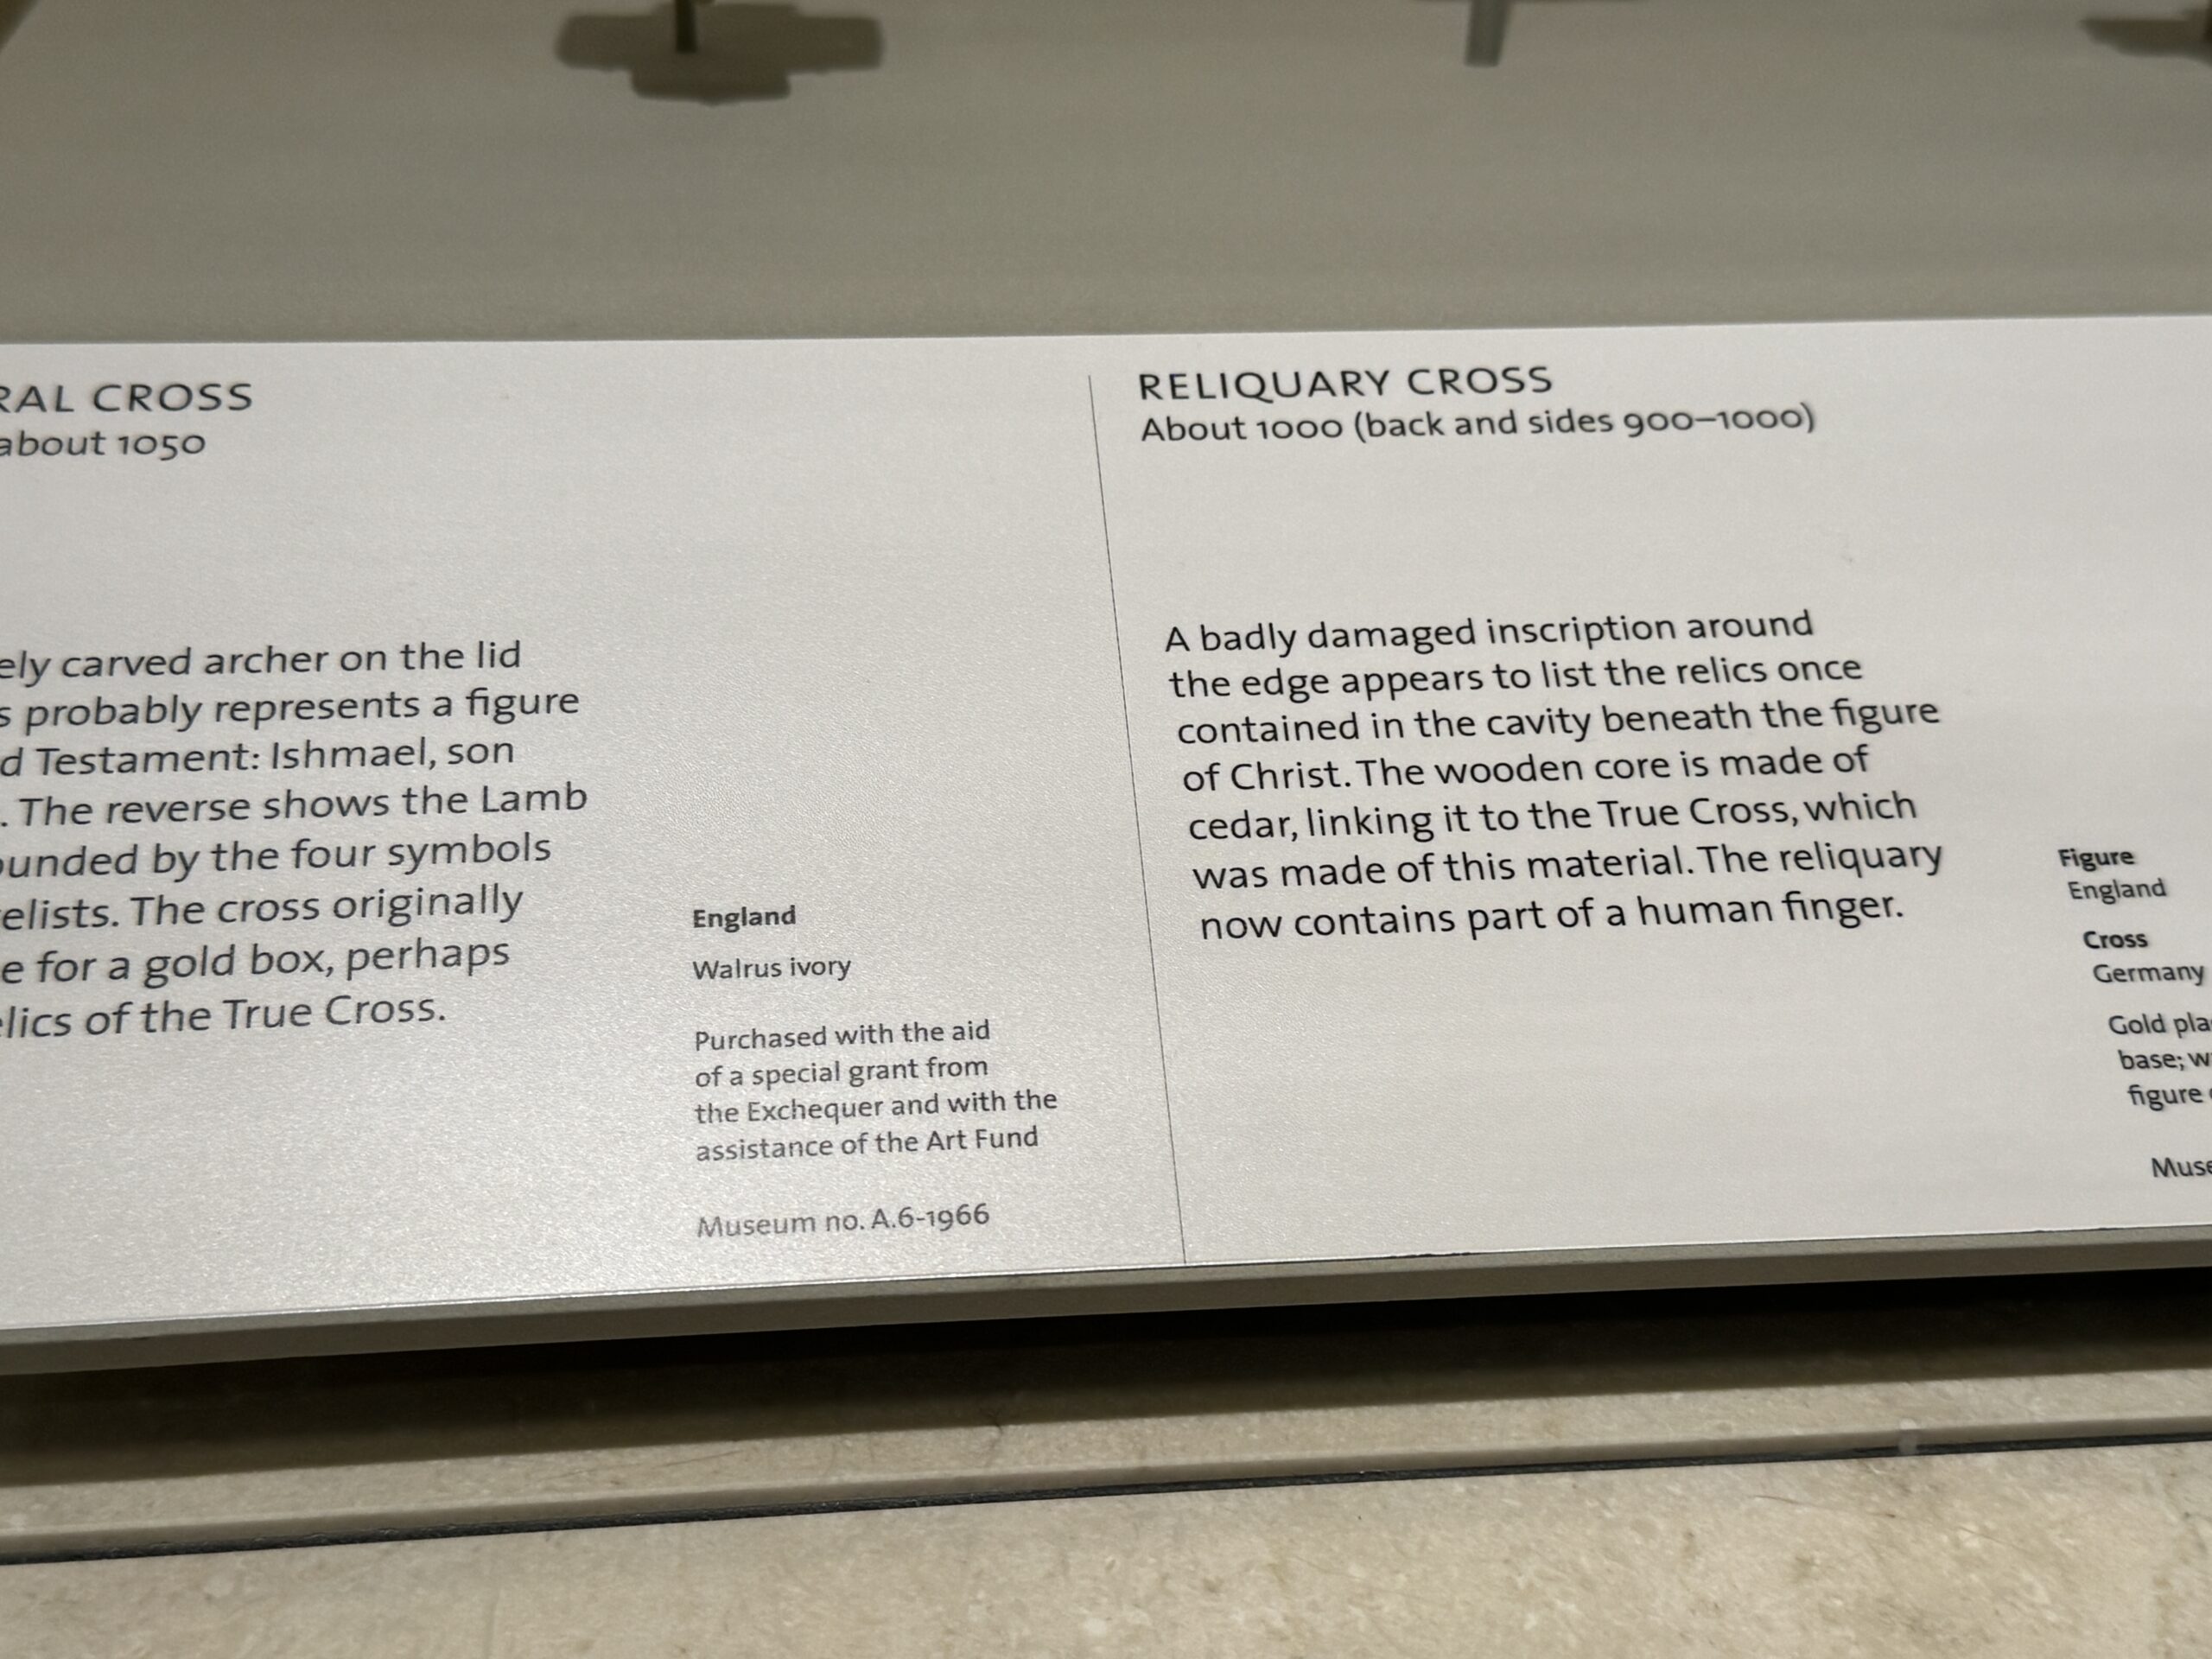 RAL CROSS
about 1050
ely carved archer on the lid
s probably represents a figure
d Testament: Ishmael, son
. The reverse shows the Lamb
ounded by the four symbols
elists. The cross originally
e for a gold box, perhaps
elics of the True Cross.
England
Walrus ivory
Purchased with the aid
of a special grant from
the Exchequer and with the
assistance of the Art Fund
Museum no. A.6-1966
RELIQUARY CROSS
About 1000 (back and sides 900–1000)
A badly damaged inscription around
the edge appears to list the relics once
contained in the cavity beneath the figure
of Christ. The wooden core is made of
cedar, linking it to the True Cross, which
was made of this material. The reliquary
now contains part of a human finger.
Figure
England
Cross
Germany
Gold pla
base; w
figure
Muse